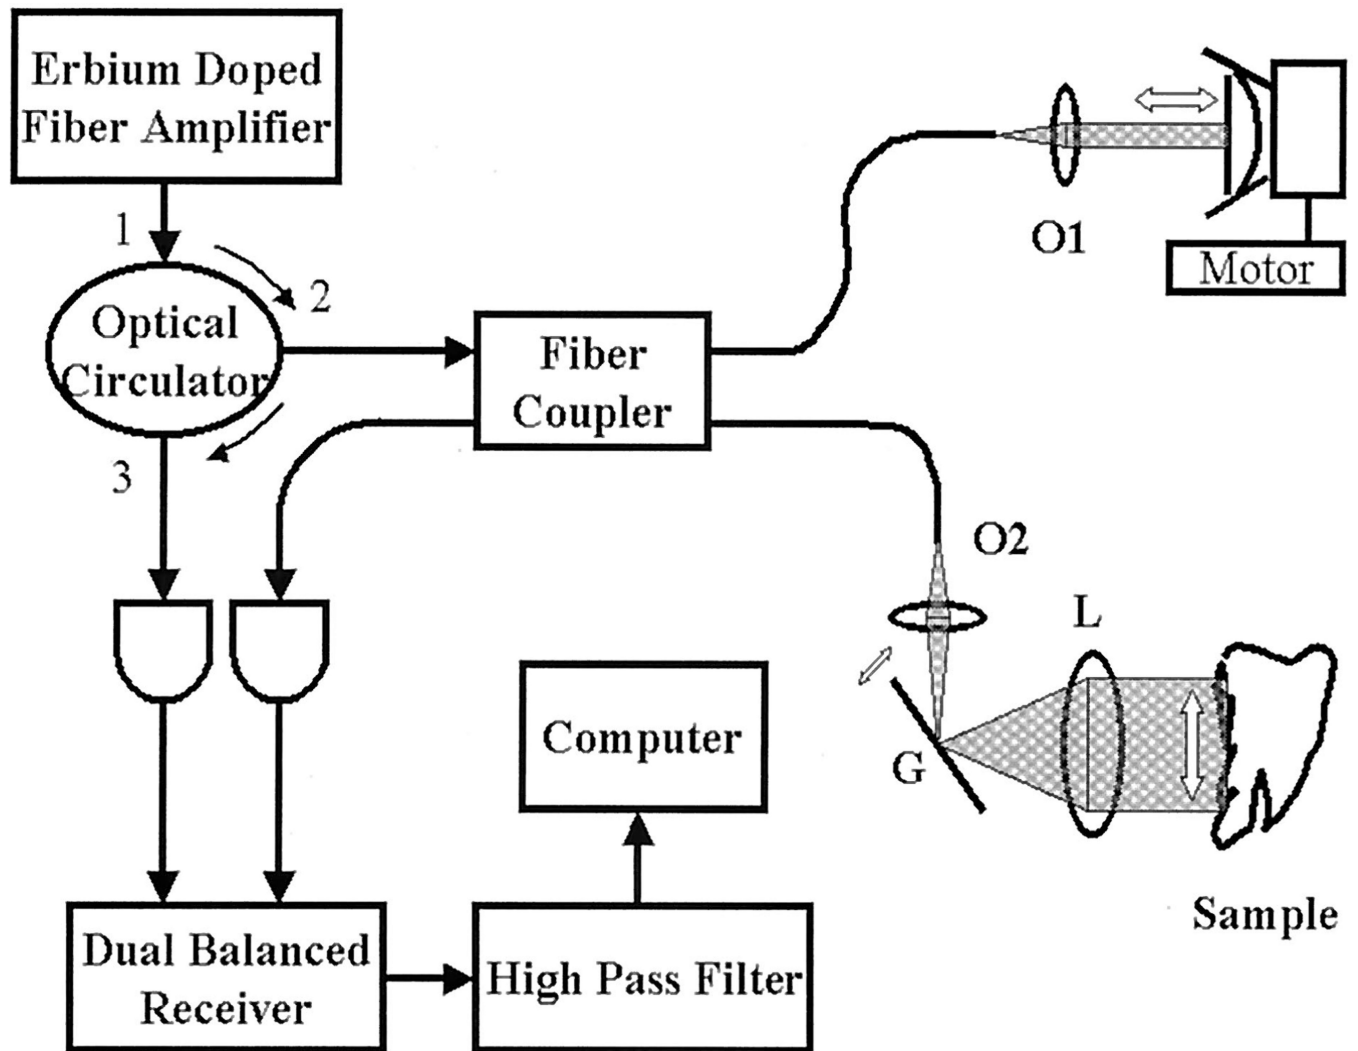 Erbium Doped
Fiber Amplifier
1
2
Optical
Circulator
3
Fiber
Coupler
O1
Motor
O2
L
G
Sample
Computer
Dual Balanced
Receiver
High Pass Filter